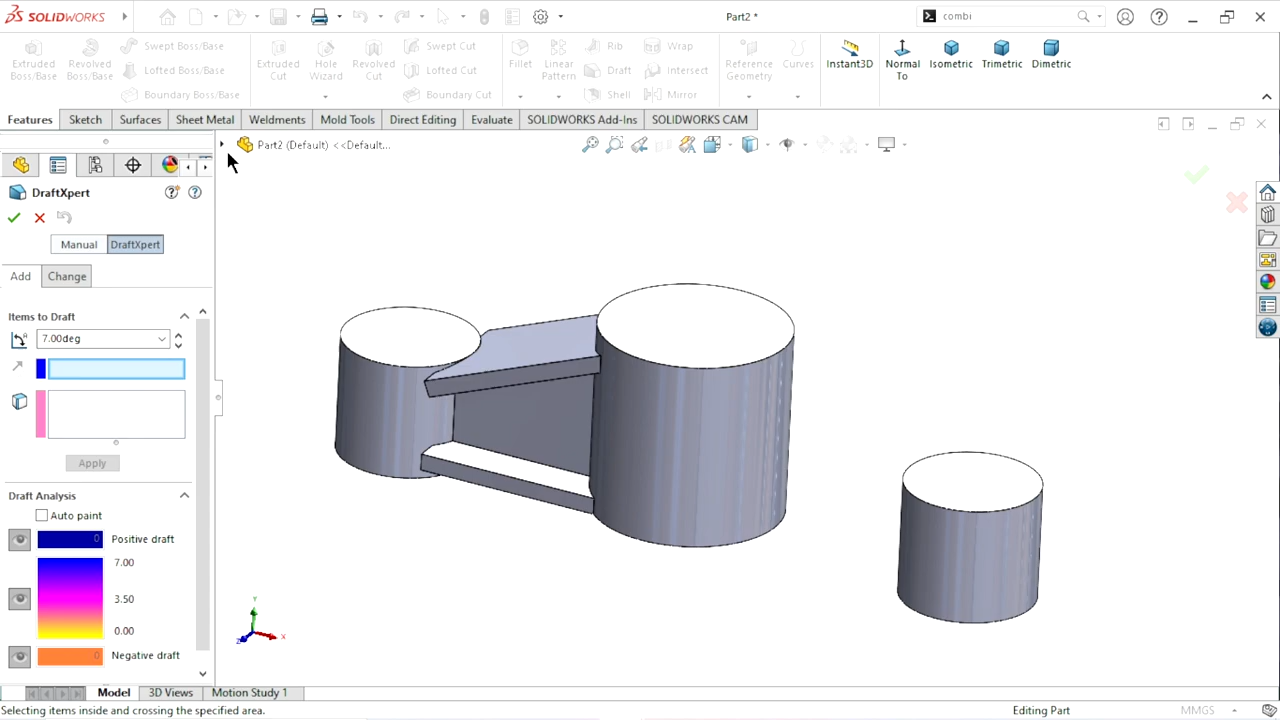 SOLIDWORKS
Part2 *
combi
Extruded Boss/Base
Revolved Boss/Base
Swept Boss/Base
Lofted Boss/Base
Boundary Boss/Base
Extruded Cut
Hole Wizard
Revolved Cut
Swept Cut
Lofted Cut
Boundary Cut
Fillet
Linear Pattern
Rib
Draft
Shell
Wrap
Intersect
Mirror
Reference Geometry
Curves
Instant3D
Normal To
Isometric
Trimetric
Dimetric
Features
Sketch
Surfaces
Sheet Metal
Weldments
Mold Tools
Direct Editing
Evaluate
SOLIDWORKS Add-Ins
SOLIDWORKS CAM
Part2 (Default) <<Default...
DraftXpert
Manual
DraftXpert
Add
Change
Items to Draft
7.00deg
Apply
Draft Analysis
Auto paint
0
Positive draft
7.00
3.50
0.00
0
Negative draft
Y
X
Z
Model
3D Views
Motion Study 1
Selecting items inside and crossing the specified area.
Editing Part
MMGS